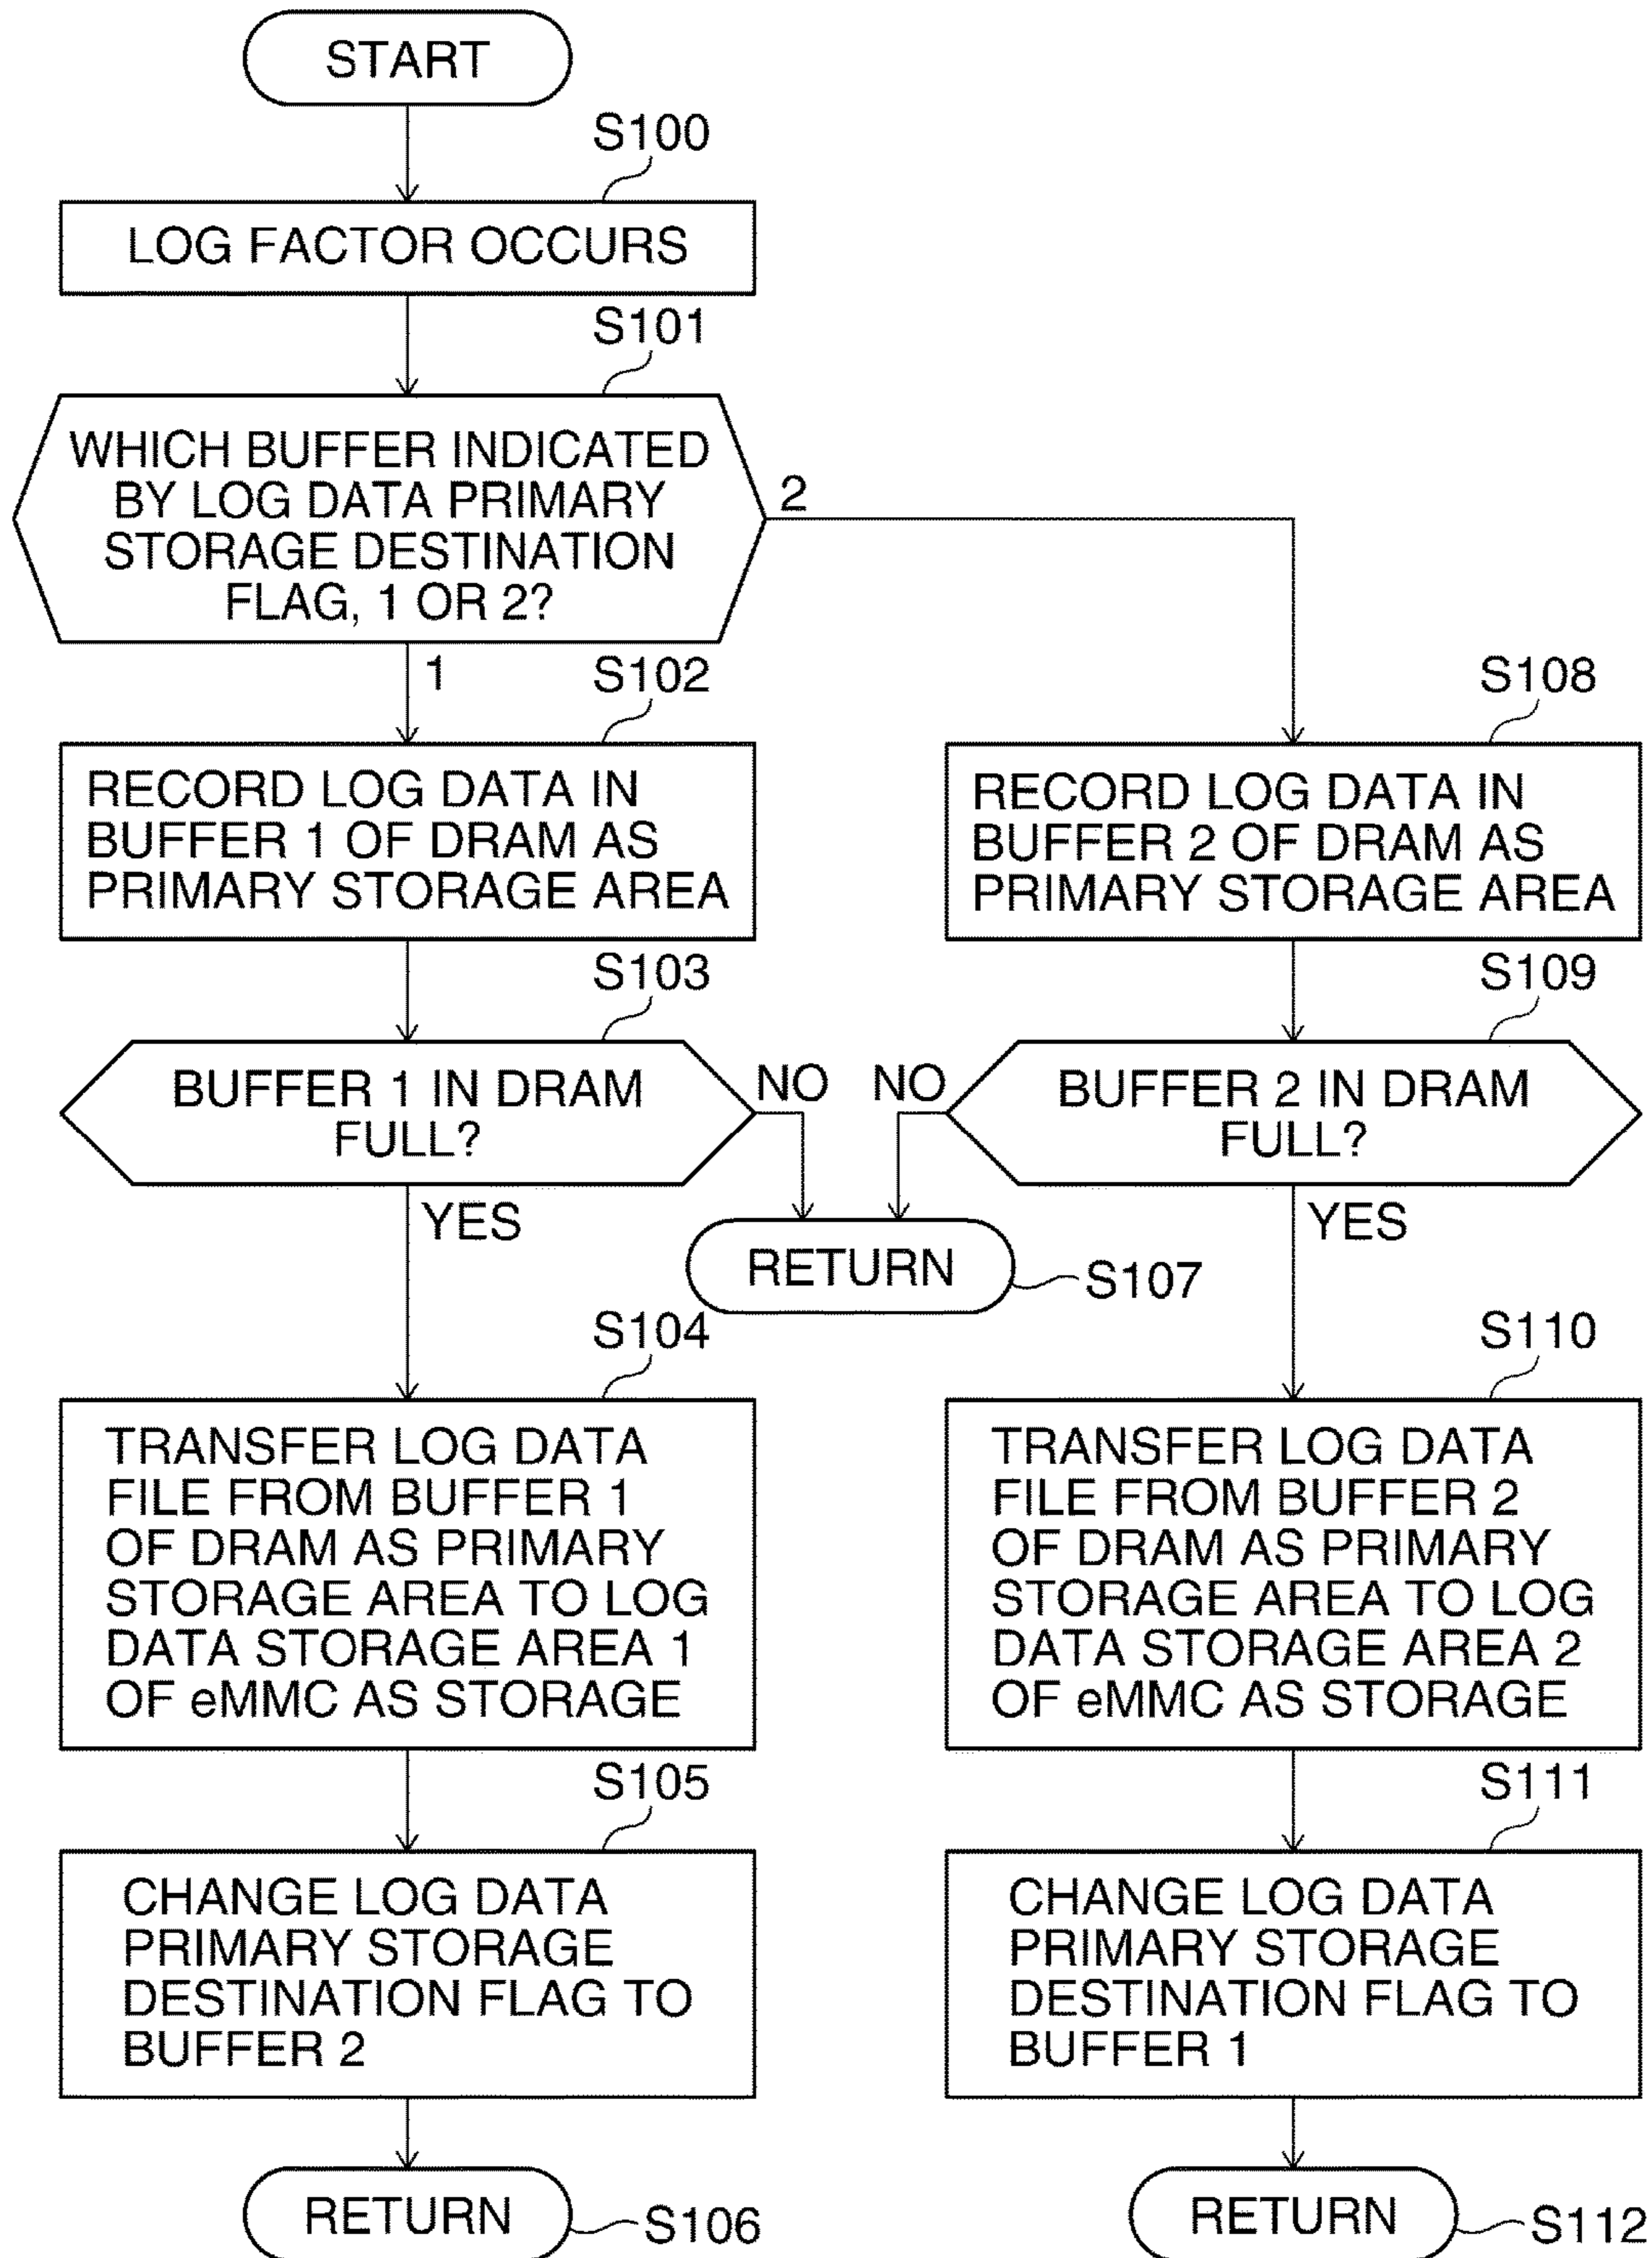 START
S100
LOG FACTOR OCCURS
S101
WHICH BUFFER INDICATED
BY LOG DATA PRIMARY
STORAGE DESTINATION
FLAG, 1 OR 2?
2
1
S102
RECORD LOG DATA IN
BUFFER 1 OF DRAM AS
PRIMARY STORAGE AREA
S108
RECORD LOG DATA IN
BUFFER 2 OF DRAM AS
PRIMARY STORAGE AREA
S103
BUFFER 1 IN DRAM
FULL?
NO
YES
S109
BUFFER 2 IN DRAM
FULL?
NO
YES
RETURN
S107
S104
TRANSFER LOG DATA
FILE FROM BUFFER 1
OF DRAM AS PRIMARY
STORAGE AREA TO LOG
DATA STORAGE AREA 1
OF eMMC AS STORAGE
S110
TRANSFER LOG DATA
FILE FROM BUFFER 2
OF DRAM AS PRIMARY
STORAGE AREA TO LOG
DATA STORAGE AREA 2
OF eMMC AS STORAGE
S105
CHANGE LOG DATA
PRIMARY STORAGE
DESTINATION FLAG TO
BUFFER 2
S111
CHANGE LOG DATA
PRIMARY STORAGE
DESTINATION FLAG TO
BUFFER 1
RETURN
S106
RETURN
S112